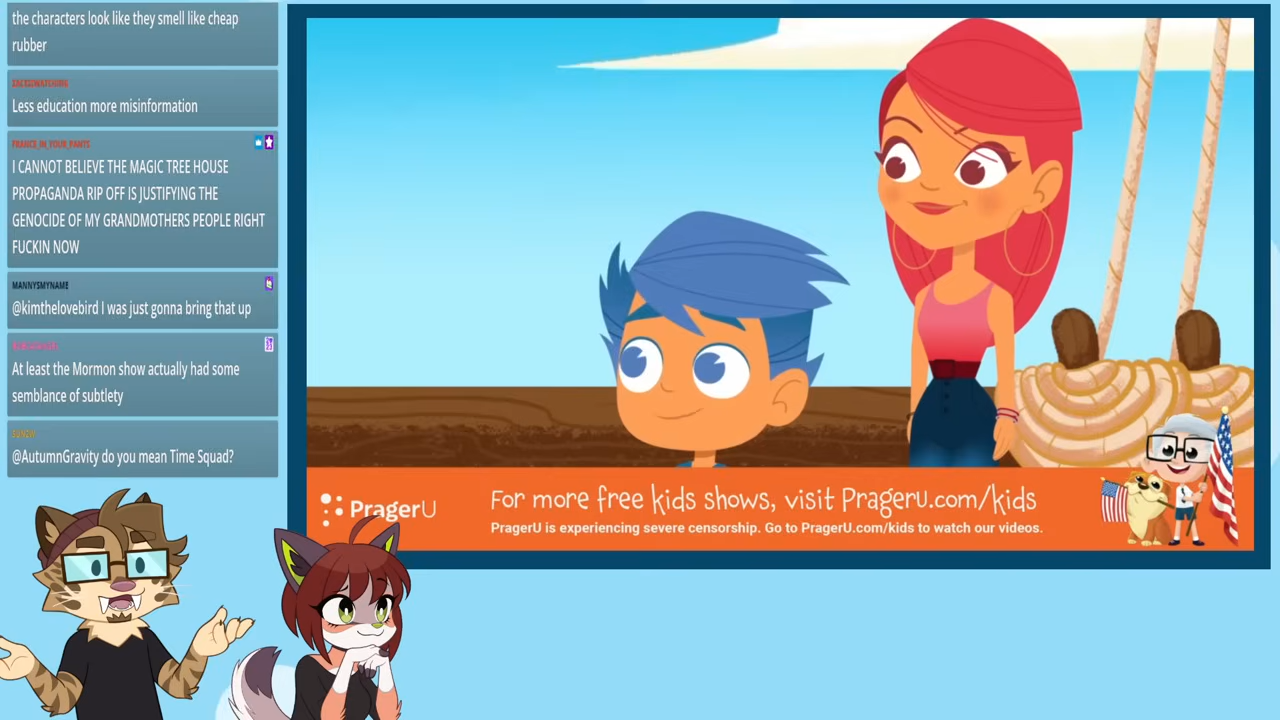 the characters look like they smell like cheap
rubber
Less education more misinformation
FRANCE_IN_YOUR_PANTS
I CANNOT BELIEVE THE MAGIC TREE HOUSE
PROPAGANDA RIP OFF IS JUSTIFYING THE
GENOCIDE OF MY GRANDMOTHERS PEOPLE RIGHT
FUCKIN NOW
MANNYSMYNAME
@kimthelovebird I was just gonna bring that up
At least the Mormon show actually had some
semblance of subtlety
@AutumnGravity do you mean Time Squad?
PragerU
For more free kids shows, visit Prageru.com/kids
PragerU is experiencing severe censorship. Go to PragerU.com/kids to watch our videos.